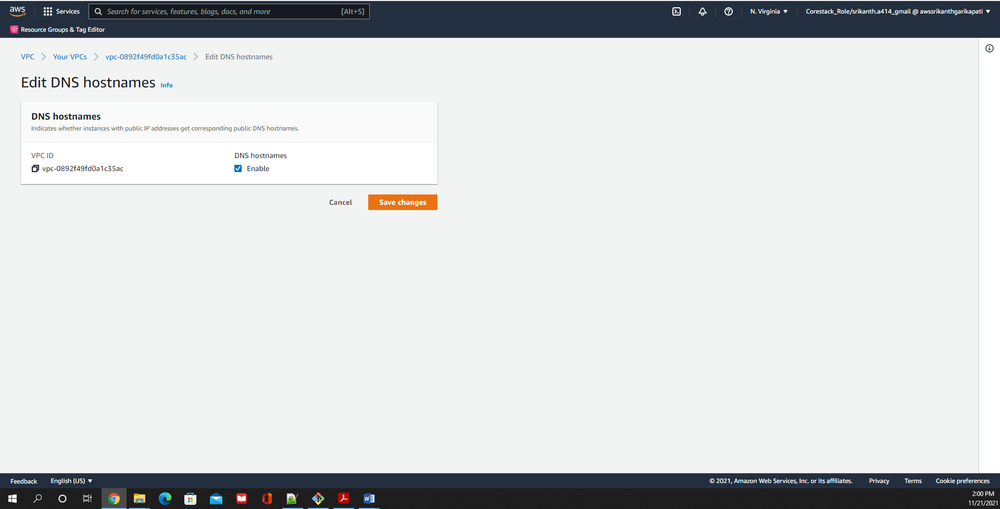 aws
Services
Search for services, features, blogs, docs, and more [Alt+S]
N. Virginia
Corestack_Role/srikanth.a414_gmail @ awssrikanthgarikapati
Resource Groups & Tag Editor
VPC
Your VPCs
vpc-0892f49fd0a1c35ac
Edit DNS hostnames
Edit DNS hostnames Info
DNS hostnames
Indicates whether instances with public IP addresses get corresponding public DNS hostnames.
VPC ID
vpc-0892f49fd0a1c35ac
DNS hostnames
Enable
Cancel
Save changes
Feedback
English (US)
© 2021, Amazon Web Services, Inc. or its affiliates.
Privacy
Terms
Cookie preferences
2:00 PM
11/21/2021